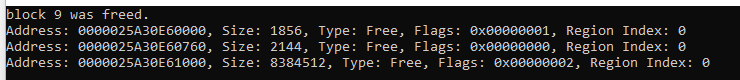 block 9 was freed.
Address: 0000025A30E60000, Size: 1856, Type: Free, Flags: 0x00000001, Region Index: 0
Address: 0000025A30E60760, Size: 2144, Type: Free, Flags: 0x00000000, Region Index: 0
Address: 0000025A30E61000, Size: 8384512, Type: Free, Flags: 0x00000002, Region Index: 0